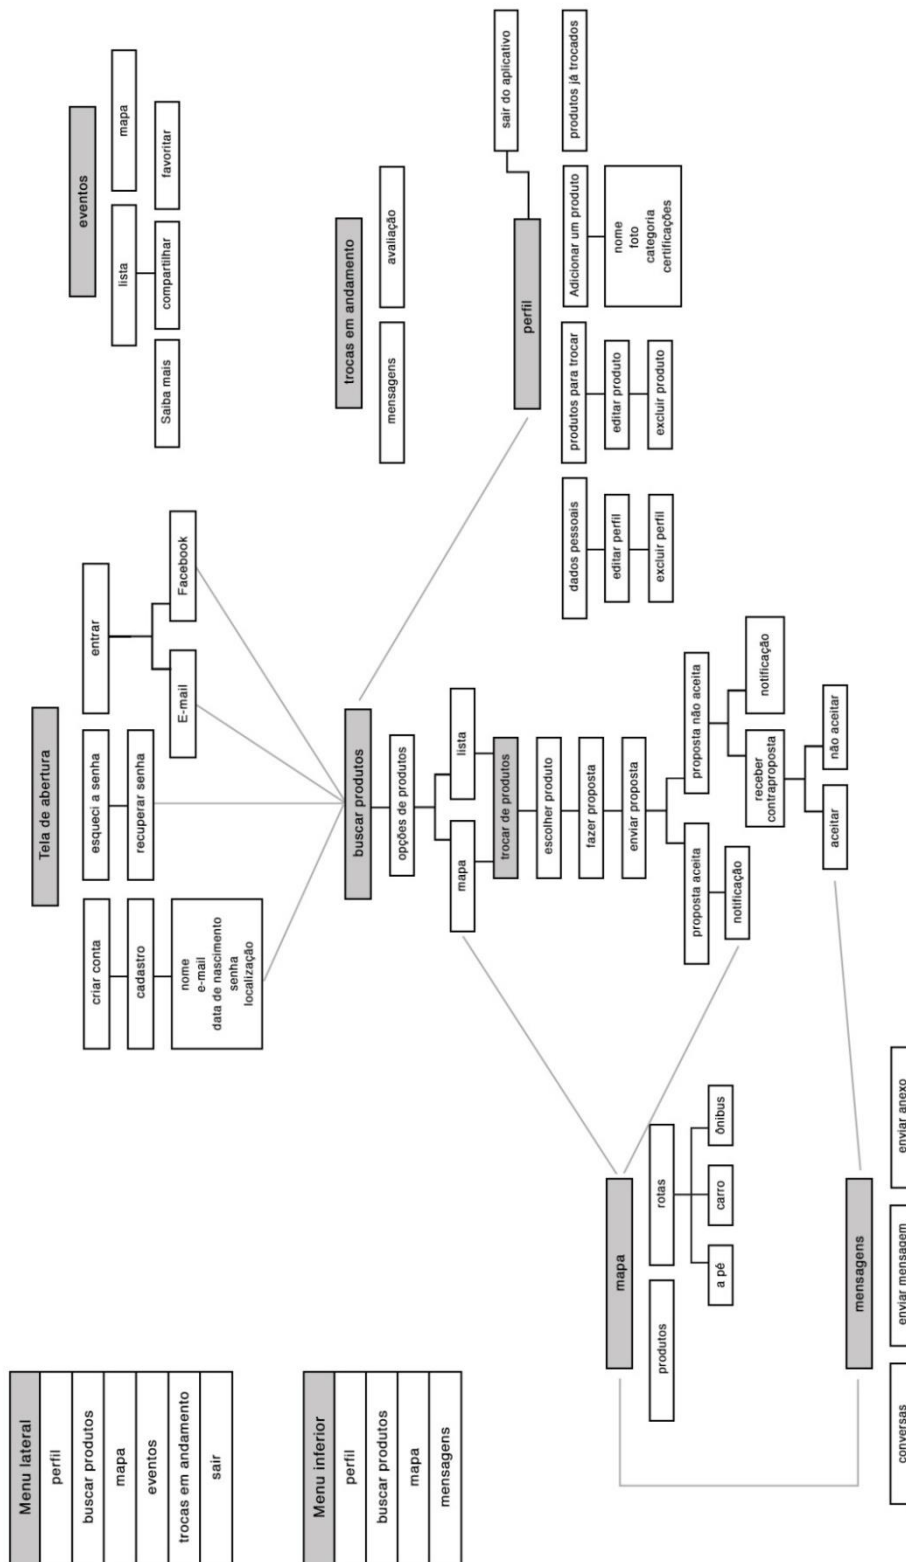 Menu lateral
perfil
buscar produtos
mapa
eventos
trocas em andamento
sair
Menu inferior
perfil
buscar produtos
mapa
mensagens
Tela de abertura
criar conta
esqueci a senha
entrar
cadastro
recuperar senha
nome
e-mail
data de nascimento
senha
localização
E-mail
Facebook
eventos
lista
mapa
Saiba mais
compartilhar
favoritar
trocas em andamento
mensagens
avaliação
buscar produtos
opções de produtos
mapa
lista
trocar de produtos
escolher produto
fazer proposta
enviar proposta
proposta aceita
proposta não aceita
notificação
receber
contraproposta
notificação
aceitar
não aceitar
perfil
sair do aplicativo
dados pessoais
produtos para trocar
Adicionar um produto
produtos já trocados
editar perfil
editar produto
nome
foto
categoria
certificações
excluir perfil
excluir produto
mapa
produtos
rotas
a pé
carro
ônibus
mensagens
conversas
enviar mensagem
enviar anexo